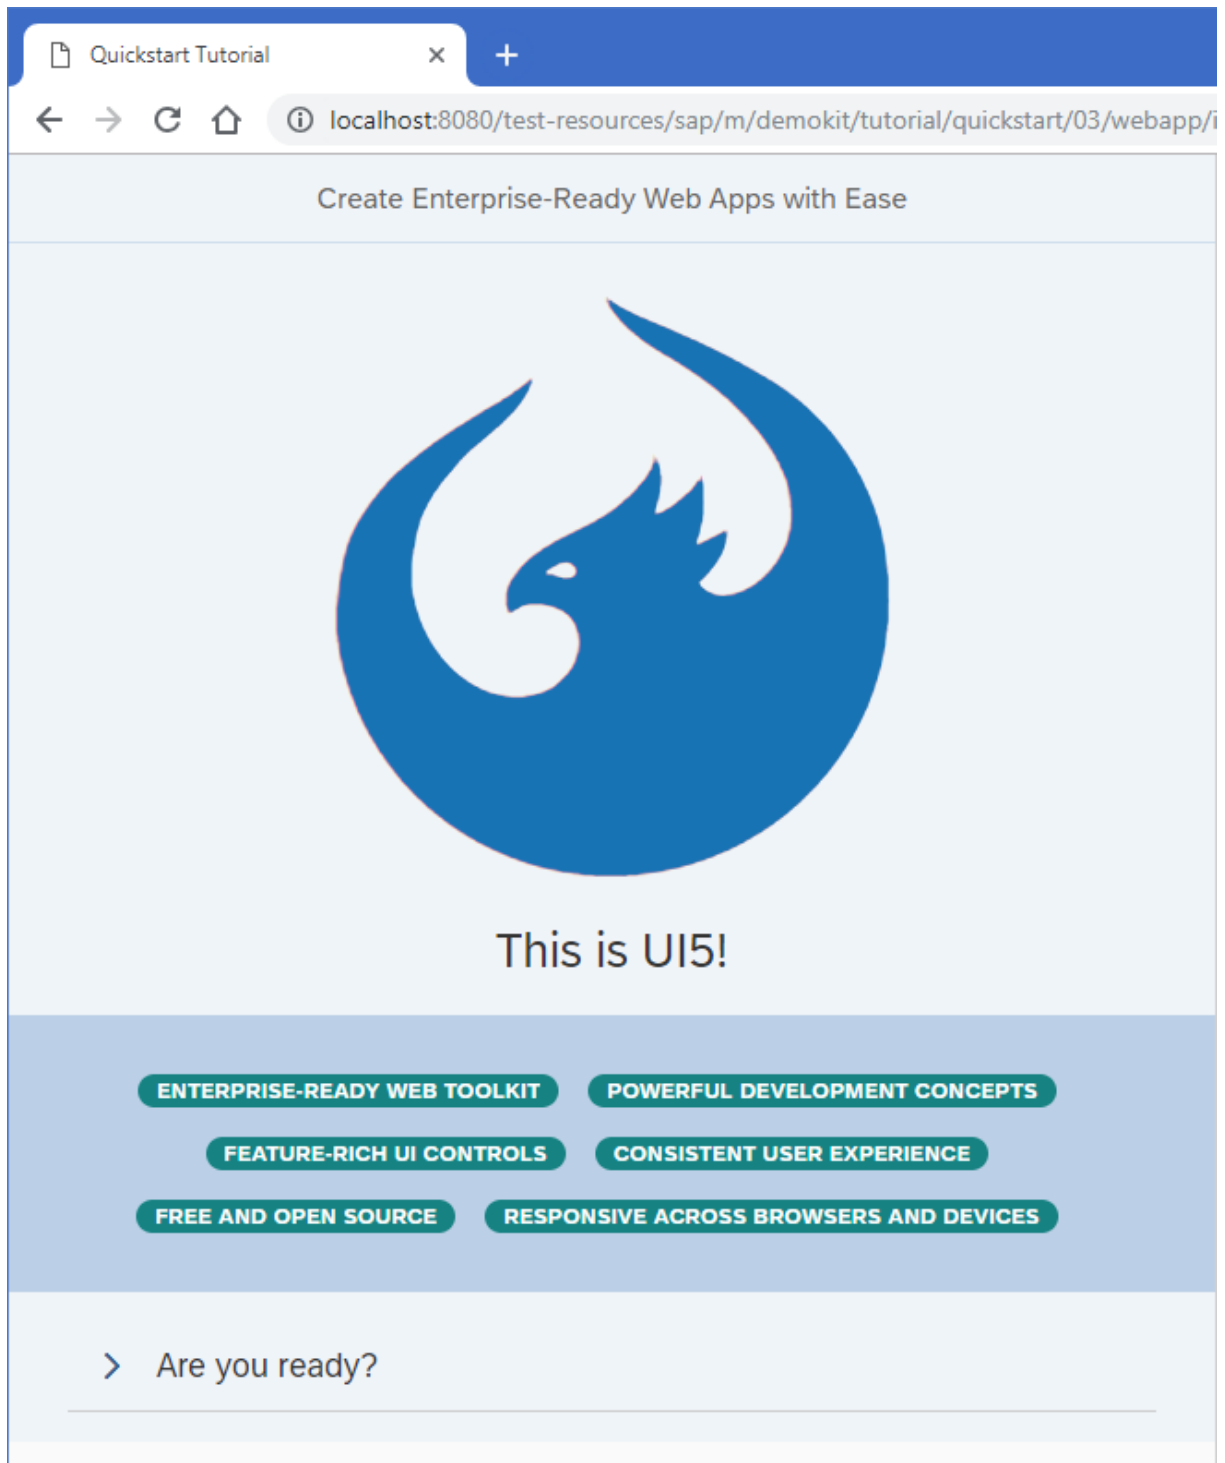 Quickstart Tutorial
localhost:8080/test-resources/sap/m/demokit/tutorial/quickstart/03/webapp/i
Create Enterprise-Ready Web Apps with Ease
This is UI5!
ENTERPRISE-READY WEB TOOLKIT POWERFUL DEVELOPMENT CONCEPTS
FEATURE-RICH UI CONTROLS CONSISTENT USER EXPERIENCE
FREE AND OPEN SOURCE RESPONSIVE ACROSS BROWSERS AND DEVICES
Are you ready?